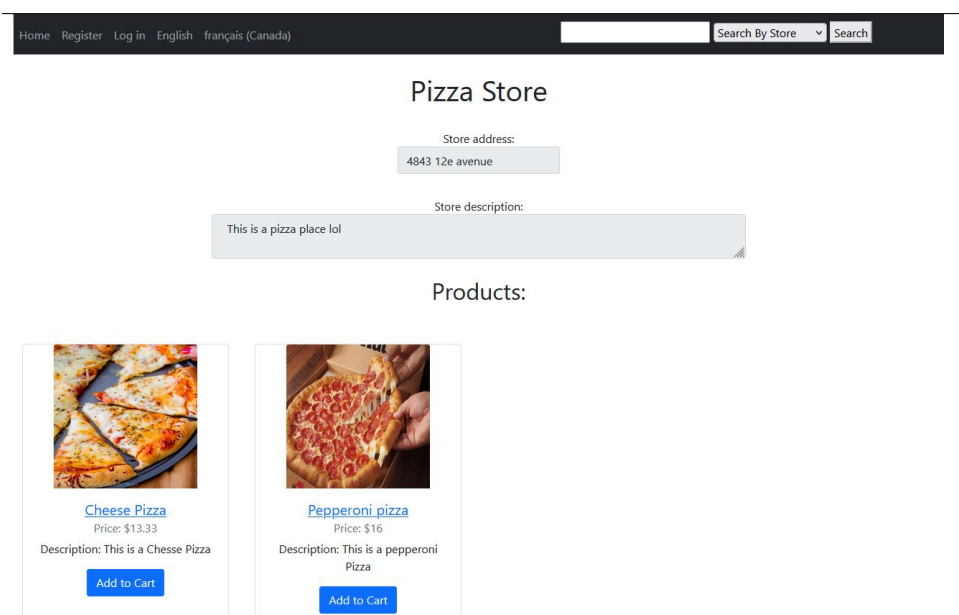 Home Register Log in English français (Canada) Search By Store Search
Pizza Store
Store address:
4843 12e avenue
Store description:
This is a pizza place lol
Products:
Cheese Pizza
Price: $13.33
Description: This is a Chesse Pizza
Add to Cart
Pepperoni pizza
Price: $16
Description: This is a pepperoni
Pizza
Add to Cart